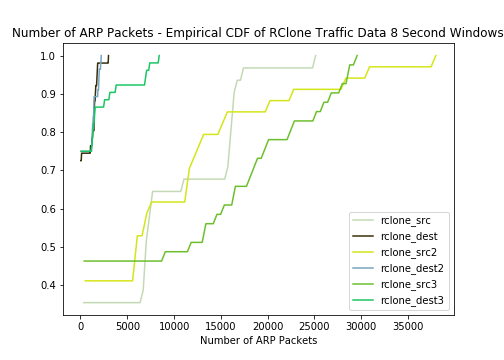 Number of ARP Packets - Empirical CDF of RClone Traffic Data 8 Second Windows
1.0
0.9
0.8
0.7
0.6
0.5
0.4
rclone_src
rclone_dest
rclone_src2
rclone_dest2
rclone_src3
rclone_dest3
0 5000 10000 15000 20000 25000 30000 35000
Number of ARP Packets